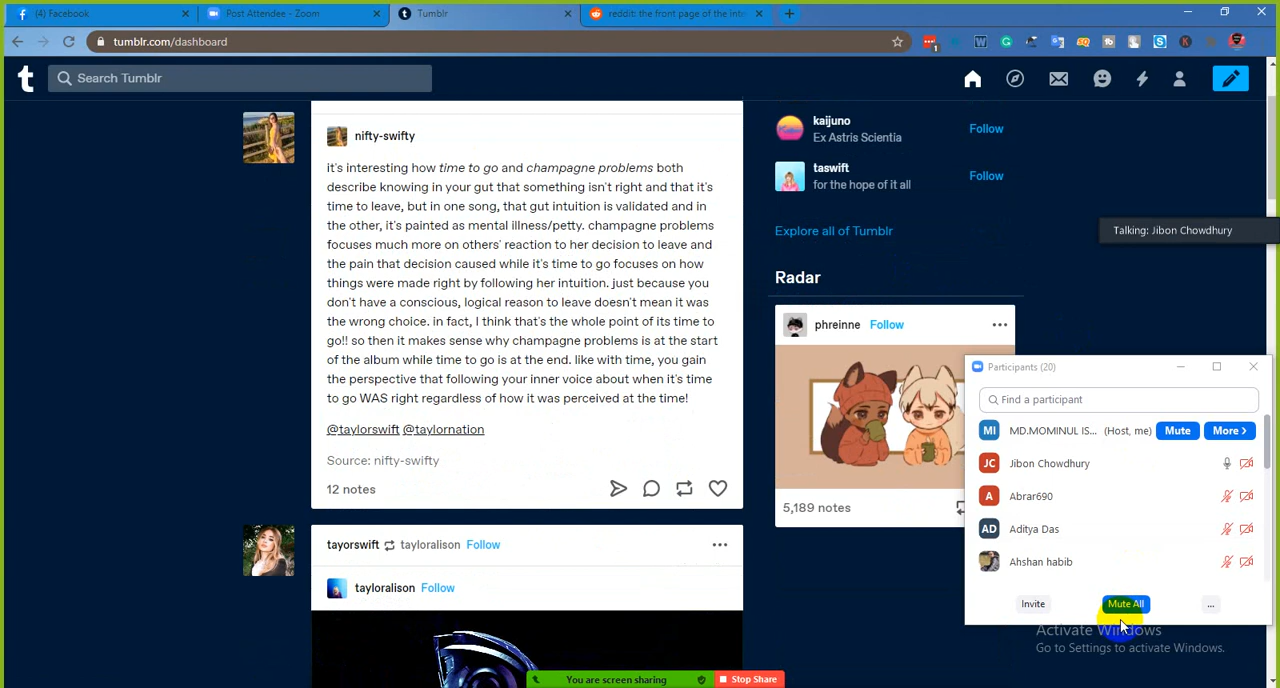 (4) Facebook
Post Attendee - Zoom
Tumblr
reddit: the front page of the inte
tumblr.com/dashboard
Search Tumblr
nifty-swifty
it's interesting how time to go and champagne problems both
describe knowing in your gut that something isn't right and that it's
time to leave, but in one song, that gut intuition is validated and in
the other, it's painted as mental illness/petty. champagne problems
focuses much more on others' reaction to her decision to leave and
the pain that decision caused while it's time to go focuses on how
things were made right by following her intuition. just because you
don't have a conscious, logical reason to leave doesn't mean it was
the wrong choice. in fact, I think that's the whole point of its time to
go!! so then it makes sense why champagne problems is at the start
of the album while time to go is at the end. like with time, you gain
the perspective that following your inner voice about when it's time
to go WAS right regardless of how it was perceived at the time!
@taylorswift @taylornation
Source: nifty-swifty
12 notes
tayorswift tayloralison Follow
tayloralison Follow
kaijuno
Ex Astris Scientia
Follow
taswift
for the hope of it all
Follow
Explore all of Tumblr
Radar
phreinne Follow
5,189 notes
Talking: Jibon Chowdhury
Participants (20)
Find a participant
MI MD.MOMINUL IS... (Host, me) Mute More >
JC Jibon Chowdhury
A Abrar690
AD Aditya Das
Ahshan habib
Invite Mute All ...
Activate Windows
Go to Settings to activate Windows.
You are screen sharing Stop Share